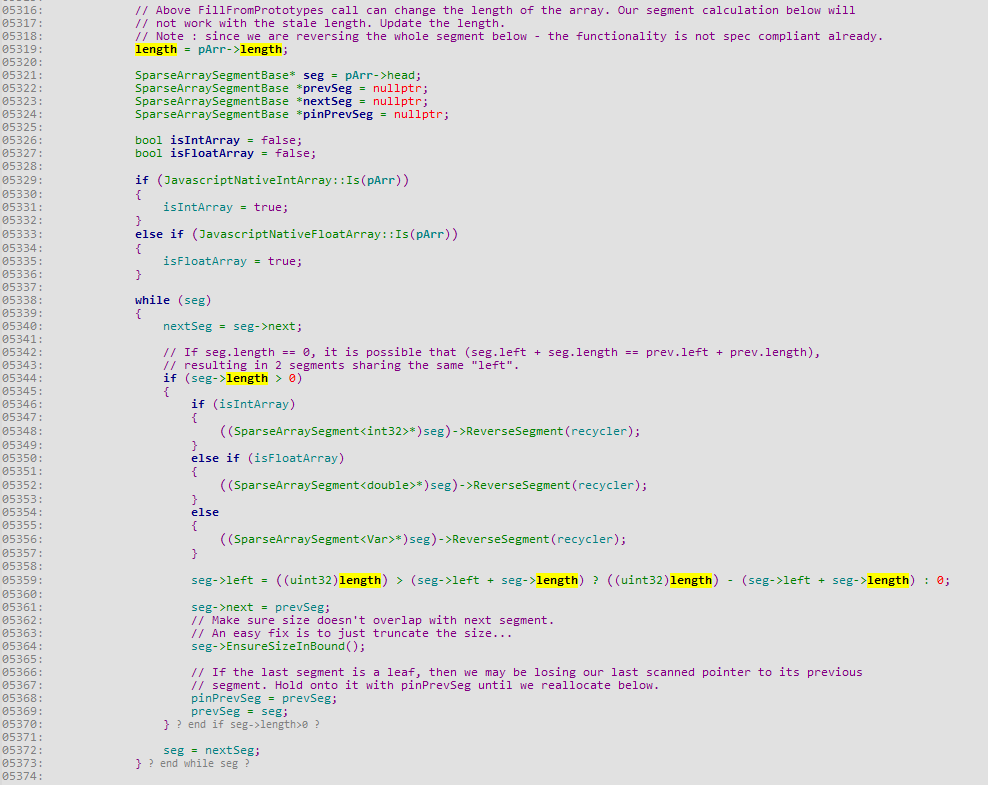 05316: // Above FillFromPrototypes call can change the length of the array. Our segment calculation below will
05317: // not work with the stale length. Update the length.
05318: // Note : since we are reversing the whole segment below - the functionality is not spec compliant already.
05319: length = pArr->length;
05320:
05321: SparseArraySegmentBase* seg = pArr->head;
05322: SparseArraySegmentBase *prevSeg = nullptr;
05323: SparseArraySegmentBase *nextSeg = nullptr;
05324: SparseArraySegmentBase *pinPrevSeg = nullptr;
05325:
05326: bool isIntArray = false;
05327: bool isFloatArray = false;
05328:
05329: if (JavascriptNativeIntArray::Is(pArr))
05330: {
05331: isIntArray = true;
05332: }
05333: else if (JavascriptNativeFloatArray::Is(pArr))
05334: {
05335: isFloatArray = true;
05336: }
05337:
05338: while (seg)
05339: {
05340: nextSeg = seg->next;
05341:
05342: // If seg.length == 0, it is possible that (seg.left + seg.length == prev.left + prev.length),
05343: // resulting in 2 segments sharing the same "left".
05344: if (seg->length > 0)
05345: {
05346: if (isIntArray)
05347: {
05348: ((SparseArraySegment<int32>*)seg)->ReverseSegment(recycler);
05349: }
05350: else if (isFloatArray)
05351: {
05352: ((SparseArraySegment<double>*)seg)->ReverseSegment(recycler);
05353: }
05354: else
05355: {
05356: ((SparseArraySegment<Var>*)seg)->ReverseSegment(recycler);
05357: }
05358:
05359: seg->left = ((uint32)length) > (seg->left + seg->length) ? ((uint32)length) - (seg->left + seg->length) : 0;
05360:
05361: seg->next = prevSeg;
05362: // Make sure size doesn't overlap with next segment.
05363: // An easy fix is to just truncate the size...
05364: seg->EnsureSizeInBound();
05365:
05366: // If the last segment is a leaf, then we may be losing our last scanned pointer to its previous
05367: // segment. Hold onto it with pinPrevSeg until we reallocate below.
05368: pinPrevSeg = prevSeg;
05369: prevSeg = seg;
05370: } ? end if seg->length>0 ?
05371:
05372: seg = nextSeg;
05373: } ? end while seg ?
05374: